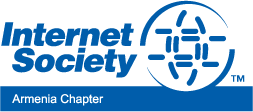 Internet
Society
TM
Armenia Chapter